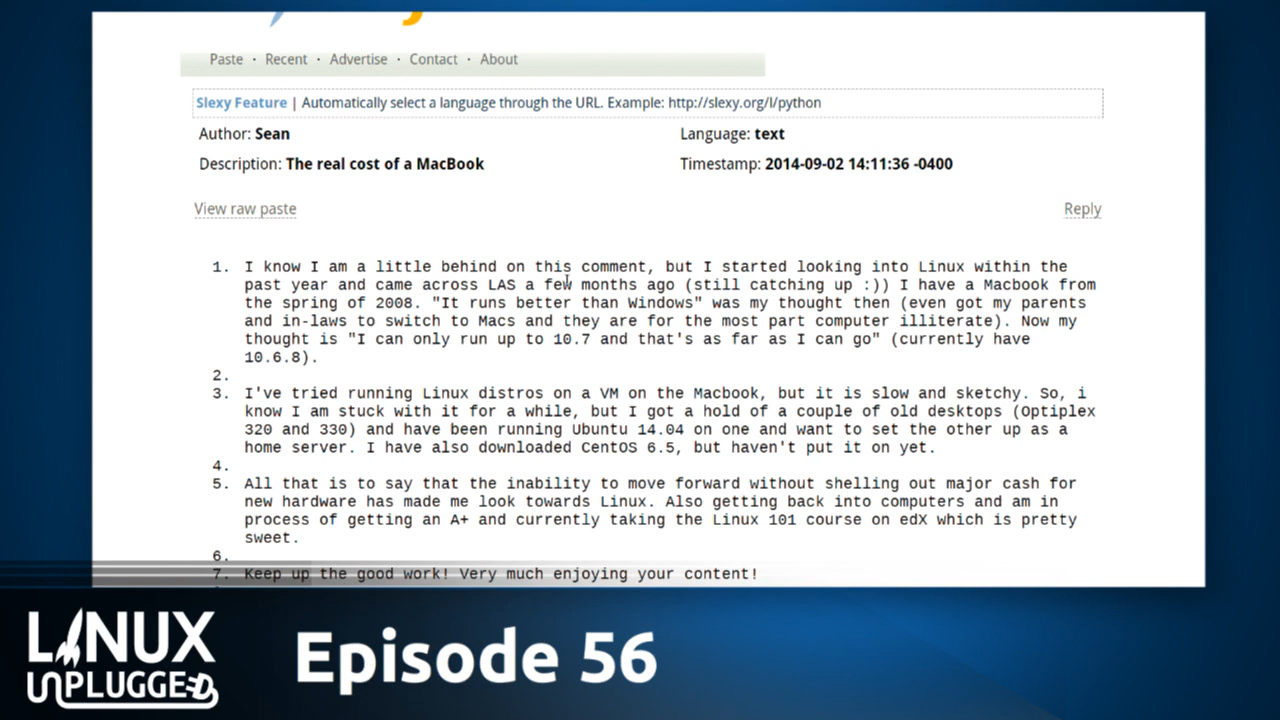 Paste · Recent · Advertise · Contact · About
Slexy Feature | Automatically select a language through the URL. Example: http://slexy.org/l/python
Author: Sean Language: text
Description: The real cost of a MacBook Timestamp: 2014-09-02 14:11:36 -0400
View raw paste Reply
1. I know I am a little behind on this comment, but I started looking into Linux within the
past year and came across LAS a few months ago (still catching up :)) I have a Macbook from
the spring of 2008. "It runs better than Windows" was my thought then (even got my parents
and in-laws to switch to Macs and they are for the most part computer illiterate). Now my
thought is "I can only run up to 10.7 and that's as far as I can go" (currently have
10.6.8).
2.
3. I've tried running Linux distros on a VM on the Macbook, but it is slow and sketchy. So, i
know I am stuck with it for a while, but I got a hold of a couple of old desktops (Optiplex
320 and 330) and have been running Ubuntu 14.04 on one and want to set the other up as a
home server. I have also downloaded CentOS 6.5, but haven't put it on yet.
4.
5. All that is to say that the inability to move forward without shelling out major cash for
new hardware has made me look towards Linux. Also getting back into computers and am in
process of getting an A+ and currently taking the Linux 101 course on edX which is pretty
sweet.
6.
7. Keep up the good work! Very much enjoying your content!
LINUX
UNPLUGGED
Episode 56